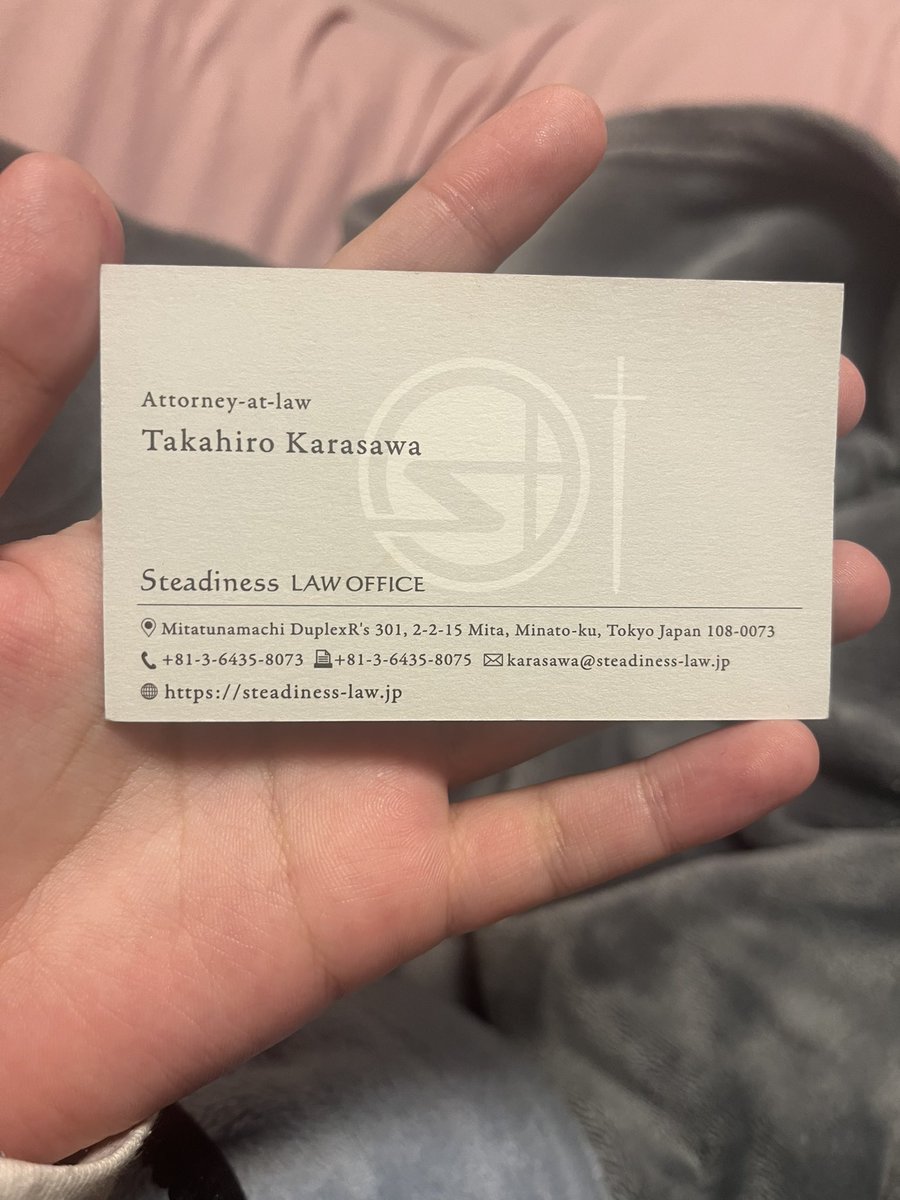 Attorney-at-law
Takahiro Karasawa
Steadiness LAW OFFICE
Mitatunamachi DuplexR's 301, 2-2-15 Mita, Minato-ku, Tokyo Japan 108-0073
+81-3-6435-8073 +81-3-6435-8075 karasawa@steadiness-law.jp
https://steadiness-law.jp